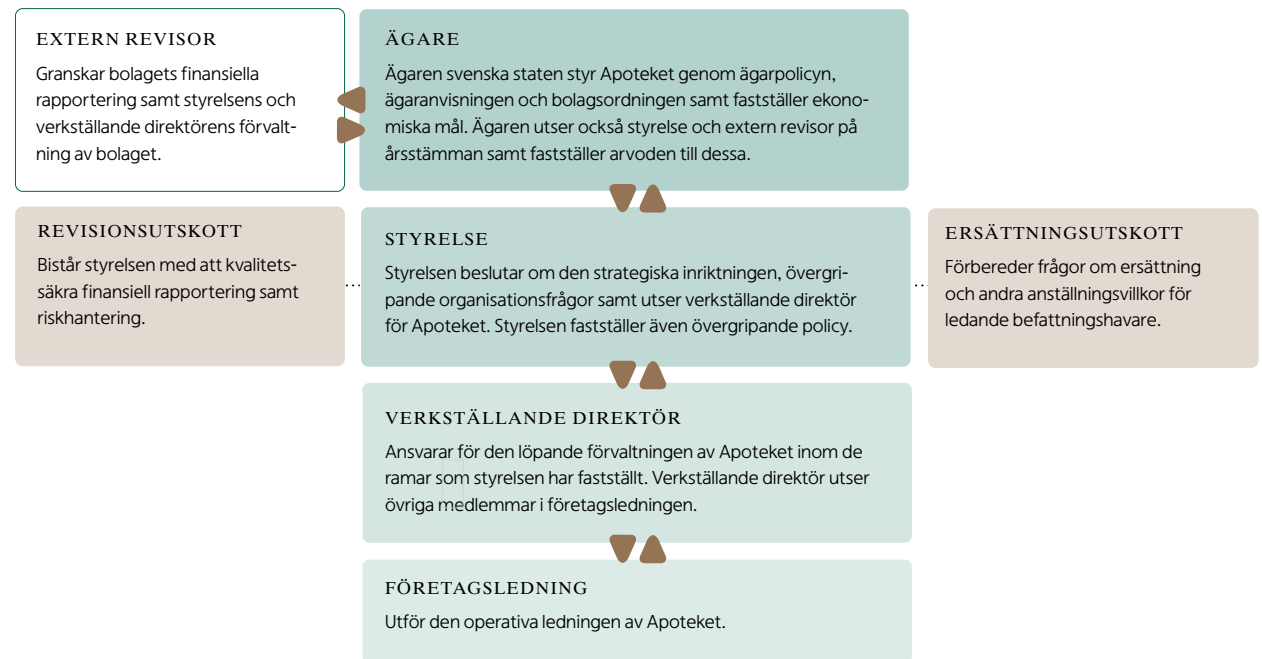 EXTERN REVISOR
Granskar bolagets finansiella
rapportering samt styrelsens och
verkställande direktörens förvalt-
ning av bolaget.
ÄGARE
Ägaren svenska staten styr Apoteket genom ägarpolicyn,
ägaranvisningen och bolagsordningen samt fastställer ekono-
miska mål. Ägaren utser också styrelse och extern revisor på
årsstämman samt fastställer arvoden till dessa.
REVISIONSUTSKOTT
Bistår styrelsen med att kvalitets-
säkra finansiell rapportering samt
riskhantering.
STYRELSE
Styrelsen beslutar om den strategiska inriktningen, övergri-
pande organisationsfrågor samt utser verkställande direktör
för Apoteket. Styrelsen fastställer även övergripande policy.
ERSÄTTNINGSUTSKOTT
Förbereder frågor om ersättning
och andra anställningsvillkor för
ledande befattningshavare.
VERKSTÄLLANDE DIREKTÖR
Ansvarar för den löpande förvaltningen av Apoteket inom de
ramar som styrelsen har fastställt. Verkställande direktör utser
övriga medlemmar i företagsledningen.
FÖRETAGSLEDNING
Utför den operativa ledningen av Apoteket.